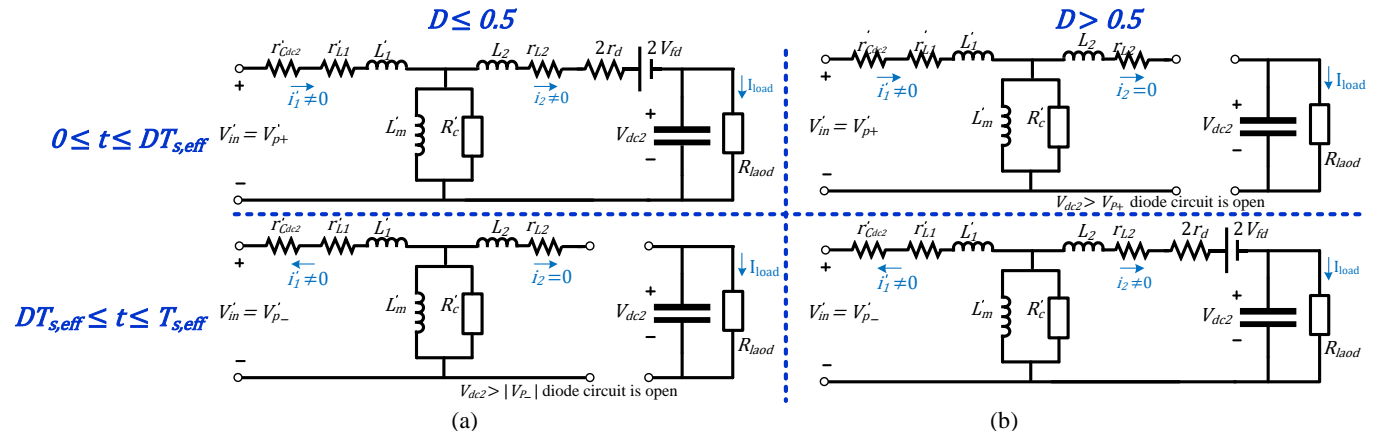 D ≤ 0.5
D > 0.5
0 ≤ t ≤ DTs,eff
r'Cdc2 r'L1 L'1 L2 rL2 2rd 2Vfd
+ i'1≠0 i2≠0 Iload
V'in = V'p+ L'm R'c + Vdc2 − Rlaod
−
r'Cdc2 r'L1 L'1 L2 rL2
+ i'1≠0 i2=0 Iload
V'in = V'p+ L'm R'c + Vdc2 − Rlaod
−
Vdc2 > VP+ diode circuit is open
DTs,eff ≤ t ≤ Ts,eff
r'Cdc2 r'L1 L'1 L2 rL2
+ i'1≠0 i2=0 Iload
V'in = V'p− L'm R'c + Vdc2 − Rlaod
−
Vdc2 > |VP−| diode circuit is open
r'Cdc2 r'L1 L'1 L2 rL2 2rd 2Vfd
+ i'1≠0 i2≠0 Iload
V'in = V'p− L'm R'c + Vdc2 − Rlaod
−
(a)
(b)